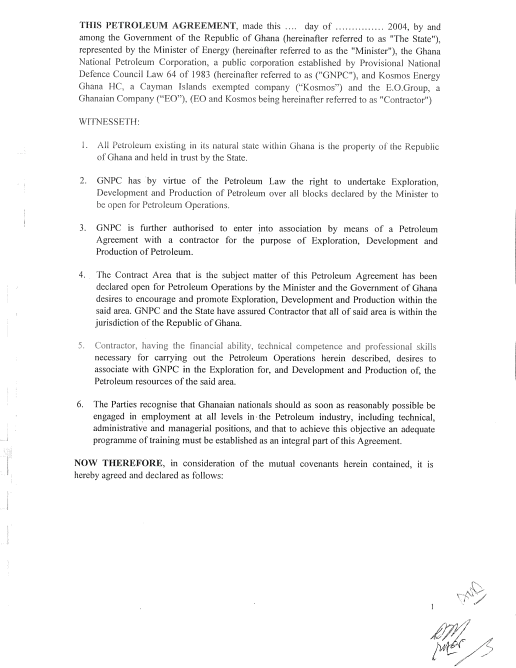 THIS PETROLEUM AGREEMENT, made this .... day of ............... 2004, by and
among the Government of the Republic of Ghana (hereinafter referred to as "The State"),
represented by the Minister of Energy (hereinafter referred to as the "Minister"), the Ghana
National Petroleum Corporation, a public corporation established by Provisional National
Defence Council Law 64 of 1983 (hereinafter referred to as ("GNPC"), and Kosmos Energy
Ghana HC, a Cayman Islands exempted company ("Kosmos") and the E.O.Group, a
Ghanaian Company ("EO"), (EO and Kosmos being hereinafter referred to as "Contractor")
WITNESSETH:
1. All Petroleum existing in its natural state within Ghana is the property of the Republic
of Ghana and held in trust by the State.
2. GNPC has by virtue of the Petroleum Law the right to undertake Exploration,
Development and Production of Petroleum over all blocks declared by the Minister to
be open for Petroleum Operations.
3. GNPC is further authorised to enter into association by means of a Petroleum
Agreement with a contractor for the purpose of Exploration, Development and
Production of Petroleum.
4. The Contract Area that is the subject matter of this Petroleum Agreement has been
declared open for Petroleum Operations by the Minister and the Government of Ghana
desires to encourage and promote Exploration, Development and Production within the
said area. GNPC and the State have assured Contractor that all of said area is within the
jurisdiction of the Republic of Ghana.
5. Contractor, having the financial ability, technical competence and professional skills
necessary for carrying out the Petroleum Operations herein described, desires to
associate with GNPC in the Exploration for, and Development and Production of, the
Petroleum resources of the said area.
6. The Parties recognise that Ghanaian nationals should as soon as reasonably possible be
engaged in employment at all levels in the Petroleum industry, including technical,
administrative and managerial positions, and that to achieve this objective an adequate
programme of training must be established as an integral part of this Agreement.
NOW THEREFORE, in consideration of the mutual covenants herein contained, it is
hereby agreed and declared as follows:
1